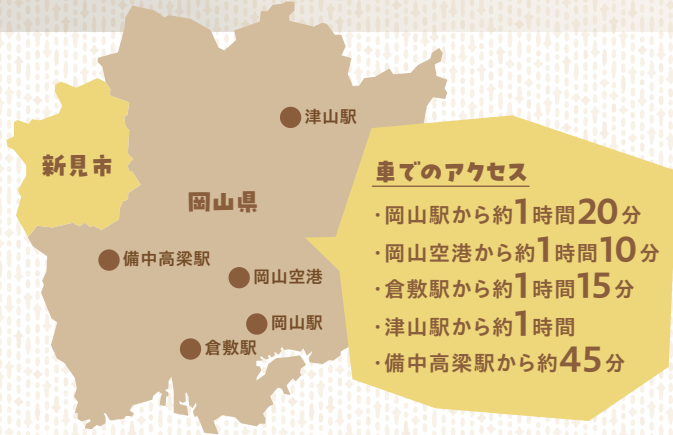 津山駅
新見市
岡山県
備中高梁駅
岡山空港
岡山駅
倉敷駅
車でのアクセス
・岡山駅から約1時間20分
・岡山空港から約1時間10分
・倉敷駅から約1時間15分
・津山駅から約1時間
・備中高梁駅から約45分